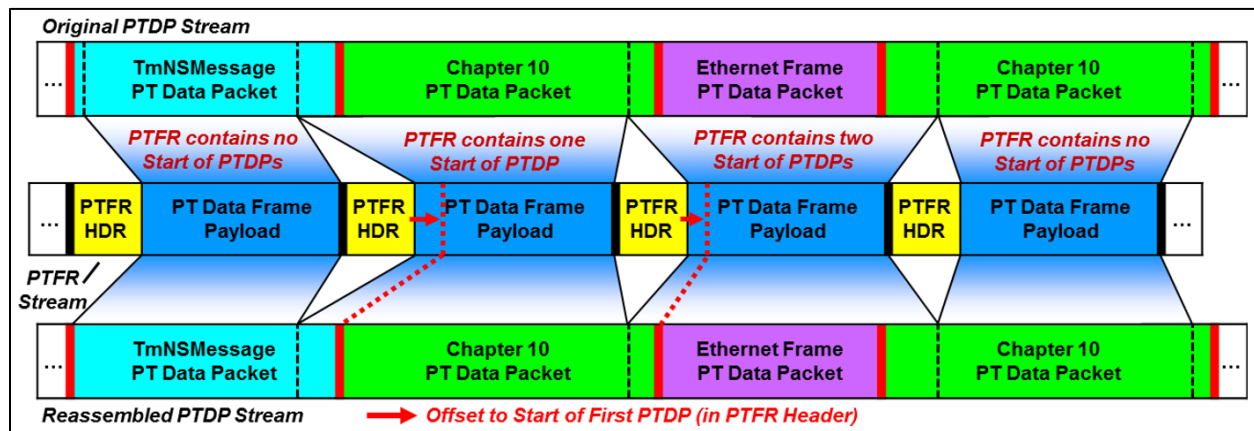 Original PTDP Stream
...
TmNSMessage
PT Data Packet
Chapter 10
PT Data Packet
Ethernet Frame
PT Data Packet
Chapter 10
PT Data Packet
...
PTFR contains no
Start of PTDPs
PTFR contains one
Start of PTDP
PTFR contains two
Start of PTDPs
PTFR contains no
Start of PTDPs
...
PTFR
HDR
PT Data Frame
Payload
PTFR
HDR
PT Data Frame
Payload
PTFR
HDR
PT Data Frame
Payload
PTFR
HDR
PT Data Frame
Payload
...
PTFR
Stream
...
TmNSMessage
PT Data Packet
Chapter 10
PT Data Packet
Ethernet Frame
PT Data Packet
Chapter 10
PT Data Packet
...
Reassembled PTDP Stream
Offset to Start of First PTDP (in PTFR Header)